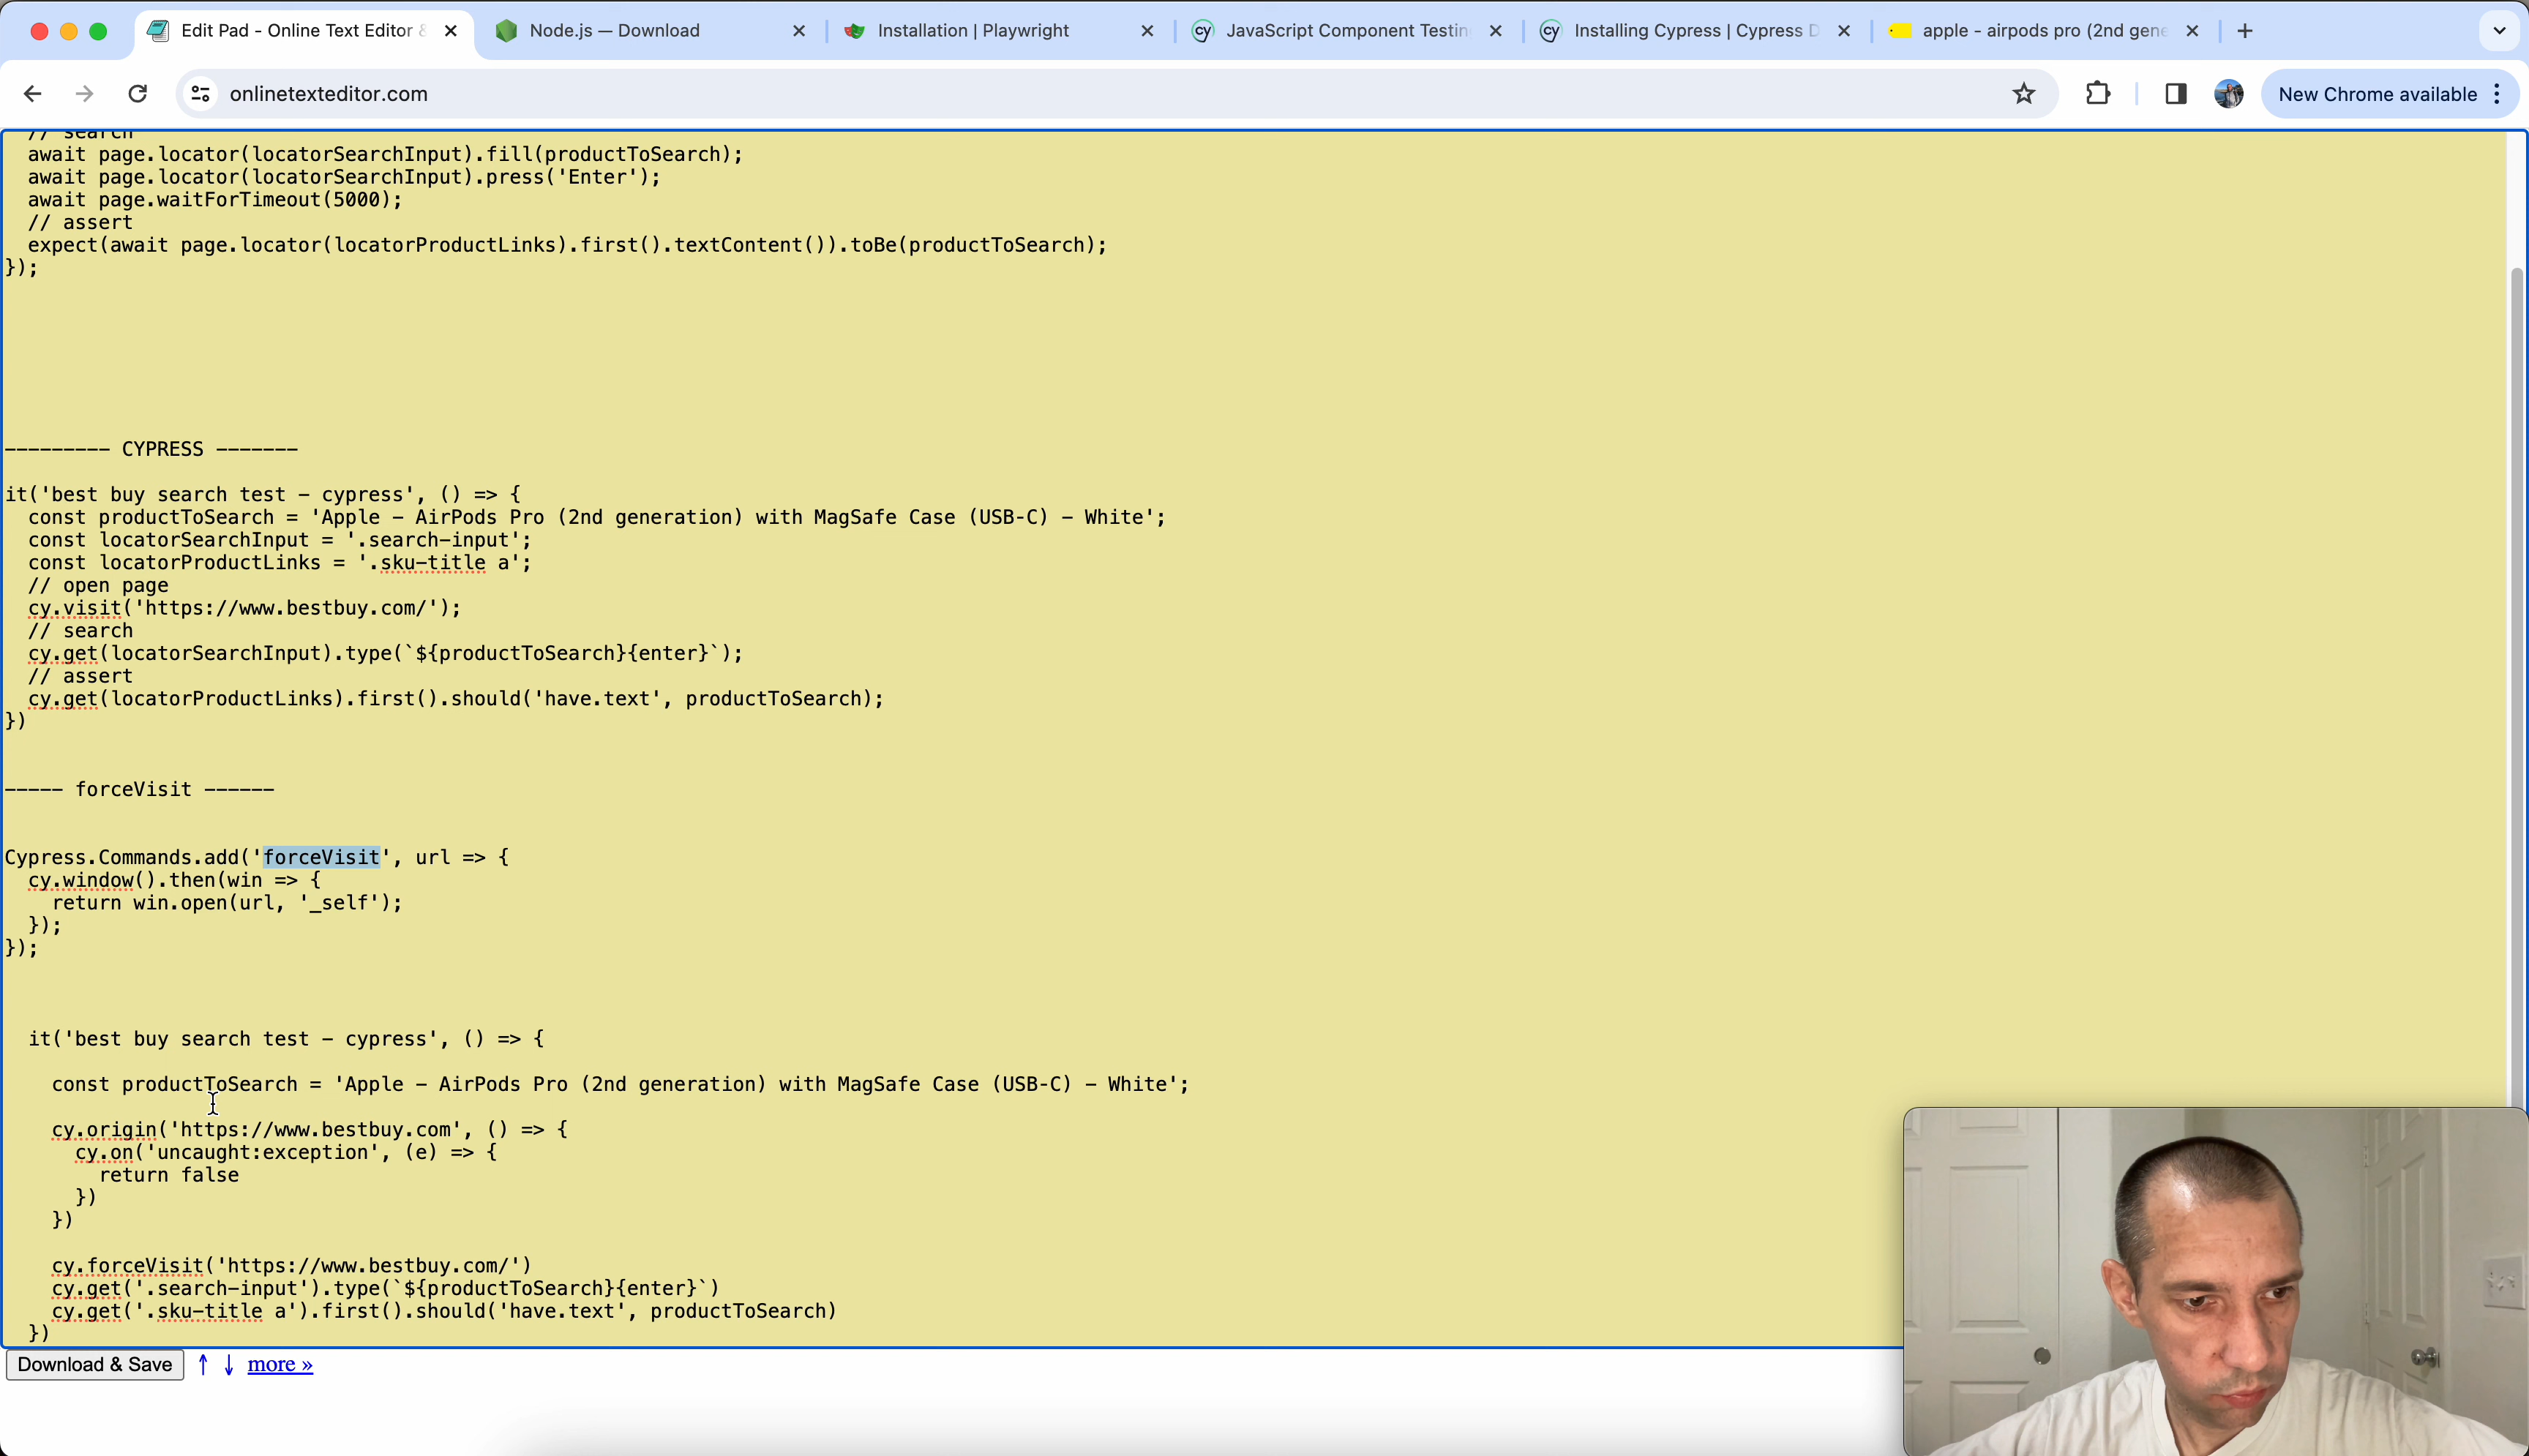 Edit Pad - Online Text Editor &
Node.js — Download
Installation | Playwright
JavaScript Component Testin
Installing Cypress | Cypress D
apple - airpods pro (2nd gene
onlinetexteditor.com
New Chrome available
// search
await page.locator(locatorSearchInput).fill(productToSearch);
await page.locator(locatorSearchInput).press('Enter');
await page.waitForTimeout(5000);
// assert
expect(await page.locator(locatorProductLinks).first().textContent()).toBe(productToSearch);
});
--------- CYPRESS -------
it('best buy search test - cypress', () => {
const productToSearch = 'Apple - AirPods Pro (2nd generation) with MagSafe Case (USB-C) - White';
const locatorSearchInput = '.search-input';
const locatorProductLinks = '.sku-title a';
// open page
cy.visit('https://www.bestbuy.com/');
// search
cy.get(locatorSearchInput).type(`${productToSearch}{enter}`);
// assert
cy.get(locatorProductLinks).first().should('have.text', productToSearch);
})
----- forceVisit ------
Cypress.Commands.add('forceVisit', url => {
cy.window().then(win => {
return win.open(url, '_self');
});
});
it('best buy search test - cypress', () => {
const productToSearch = 'Apple - AirPods Pro (2nd generation) with MagSafe Case (USB-C) - White';
cy.origin('https://www.bestbuy.com', () => {
cy.on('uncaught:exception', (e) => {
return false
})
})
cy.forceVisit('https://www.bestbuy.com/')
cy.get('.search-input').type(`${productToSearch}{enter}`)
cy.get('.sku-title a').first().should('have.text', productToSearch)
})
Download & Save ↑ ↓ more »